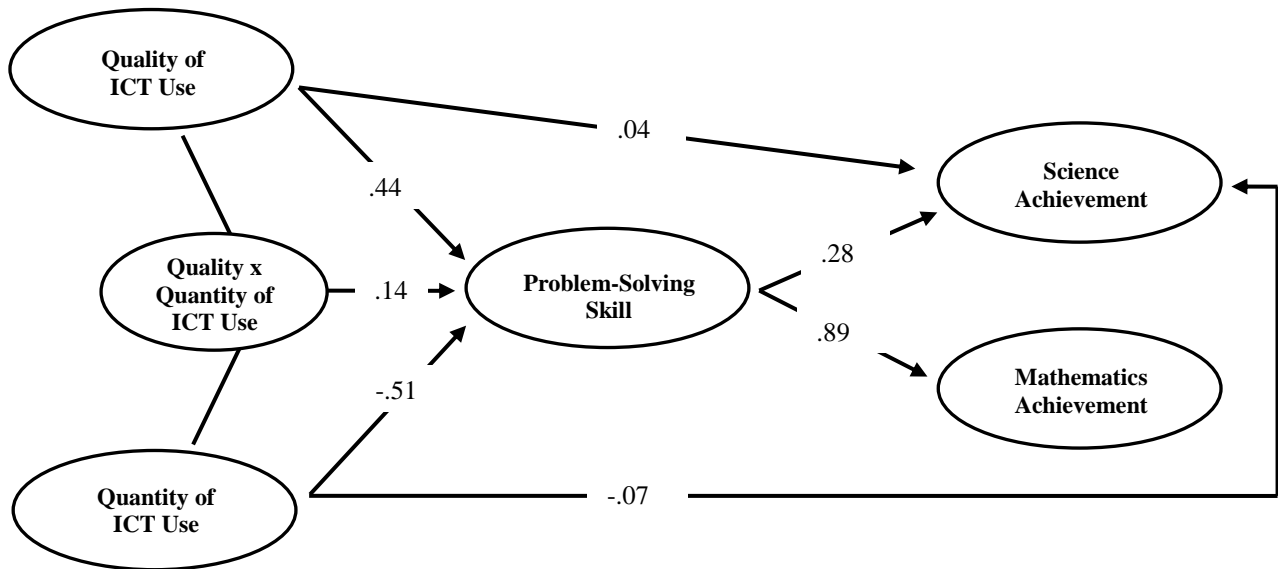 Quality of
ICT Use
.04
Science
Achievement
.44
Quality x
Quantity of
ICT Use
.14
Problem-Solving
Skill
.28
.89
-.51
Mathematics
Achievement
Quantity of
ICT Use
-.07